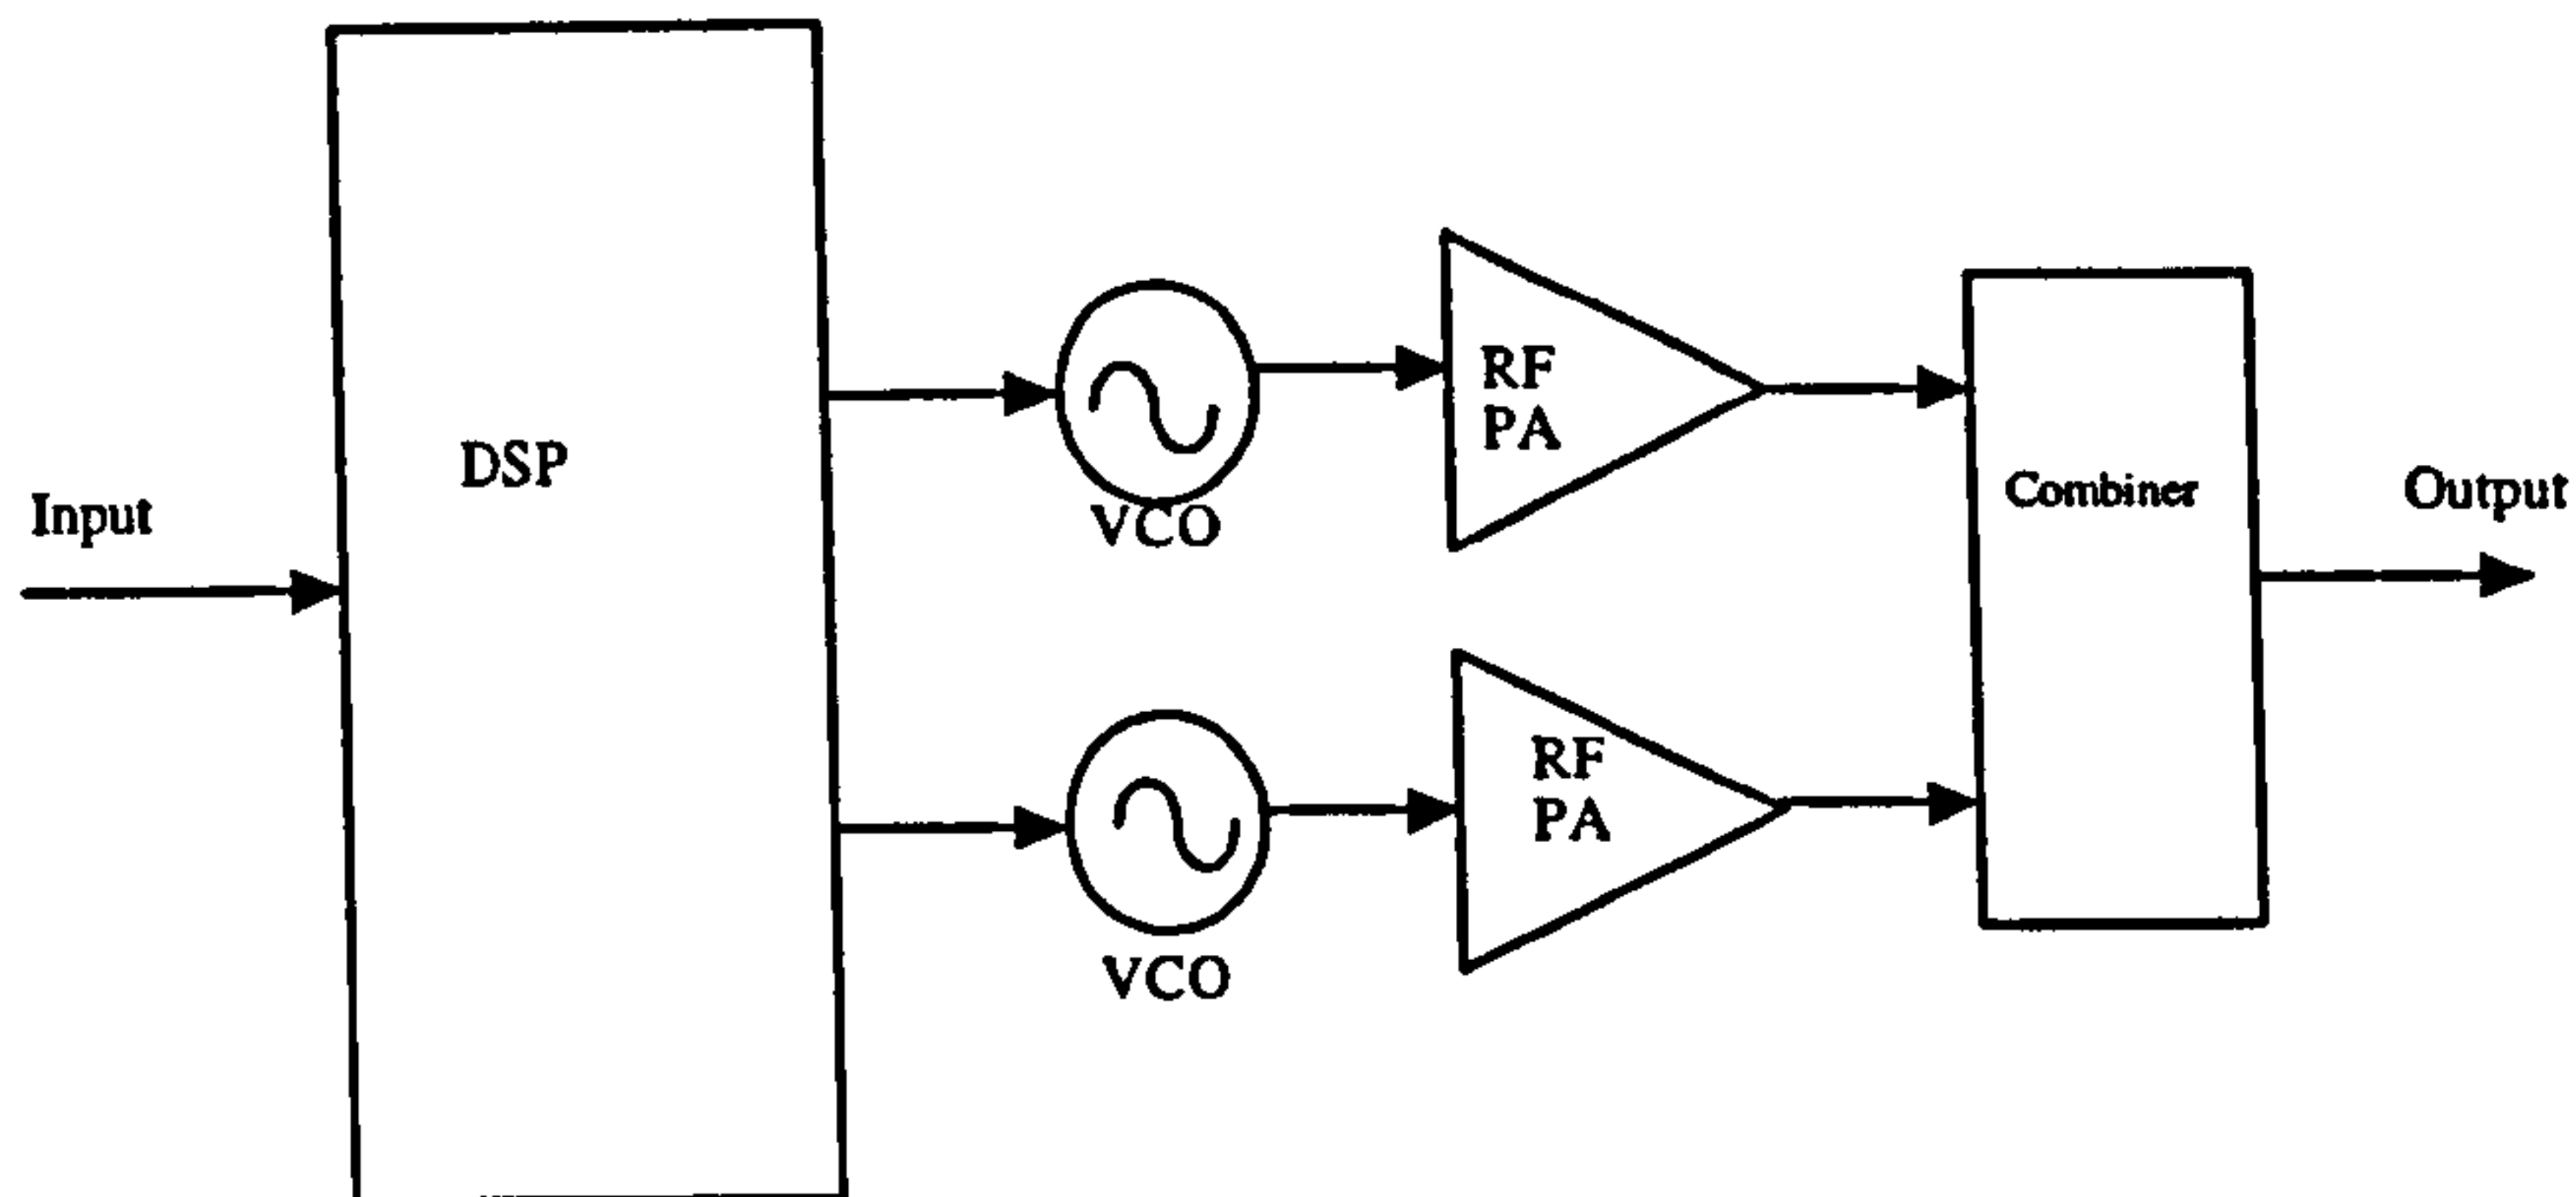 Input
DSP
VCO
RF
PA
VCO
RF
PA
Combiner
Output